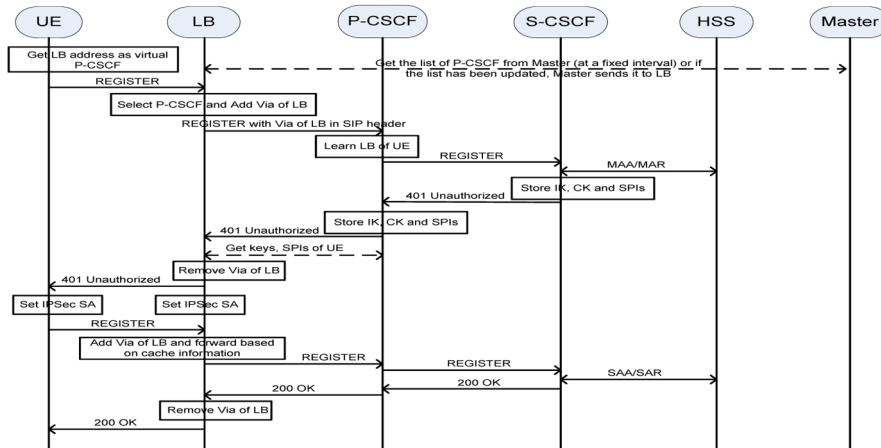 UE
LB
P-CSCF
S-CSCF
HSS
Master
Get LB address as virtual
P-CSCF
Get the list of P-CSCF from Master (at a fixed interval) or if
the list has been updated, Master sends it to LB
REGISTER
Select P-CSCF and Add Via of LB
REGISTER with Via of LB in SIP header
Learn LB of UE
REGISTER
MAA/MAR
Store IK, CK and SPIs
401 Unauthorized
Store IK, CK and SPIs
401 Unauthorized
Get keys, SPIs of UE
Remove Via of LB
401 Unauthorized
Set IPSec SA
Set IPSec SA
REGISTER
Add Via of LB and forward based
on cache information
REGISTER
REGISTER
SAA/SAR
200 OK
200 OK
Remove Via of LB
200 OK